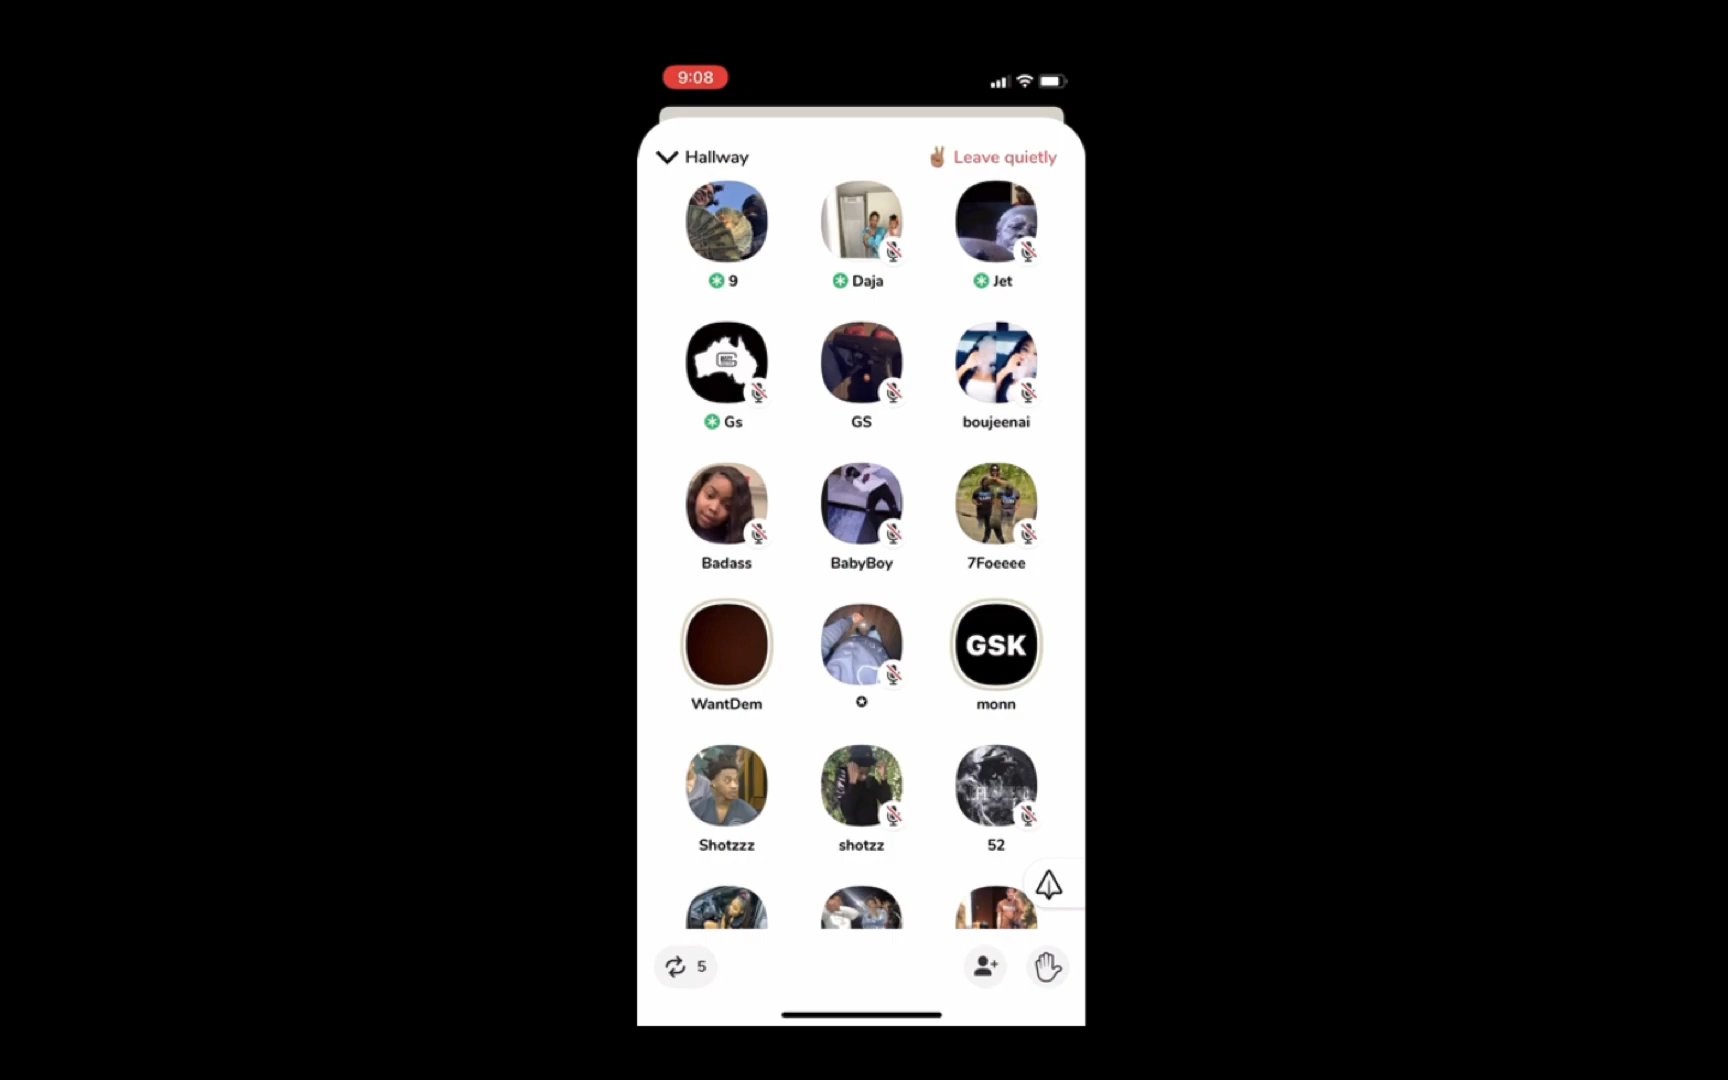 9:08
Hallway
✌🏽 Leave quietly
9
Daja
Jet
Gs
GS
boujeenai
Badass
BabyBoy
7Foeeee
WantDem
GSK
✪
monn
Shotzzz
shotzz
52
5